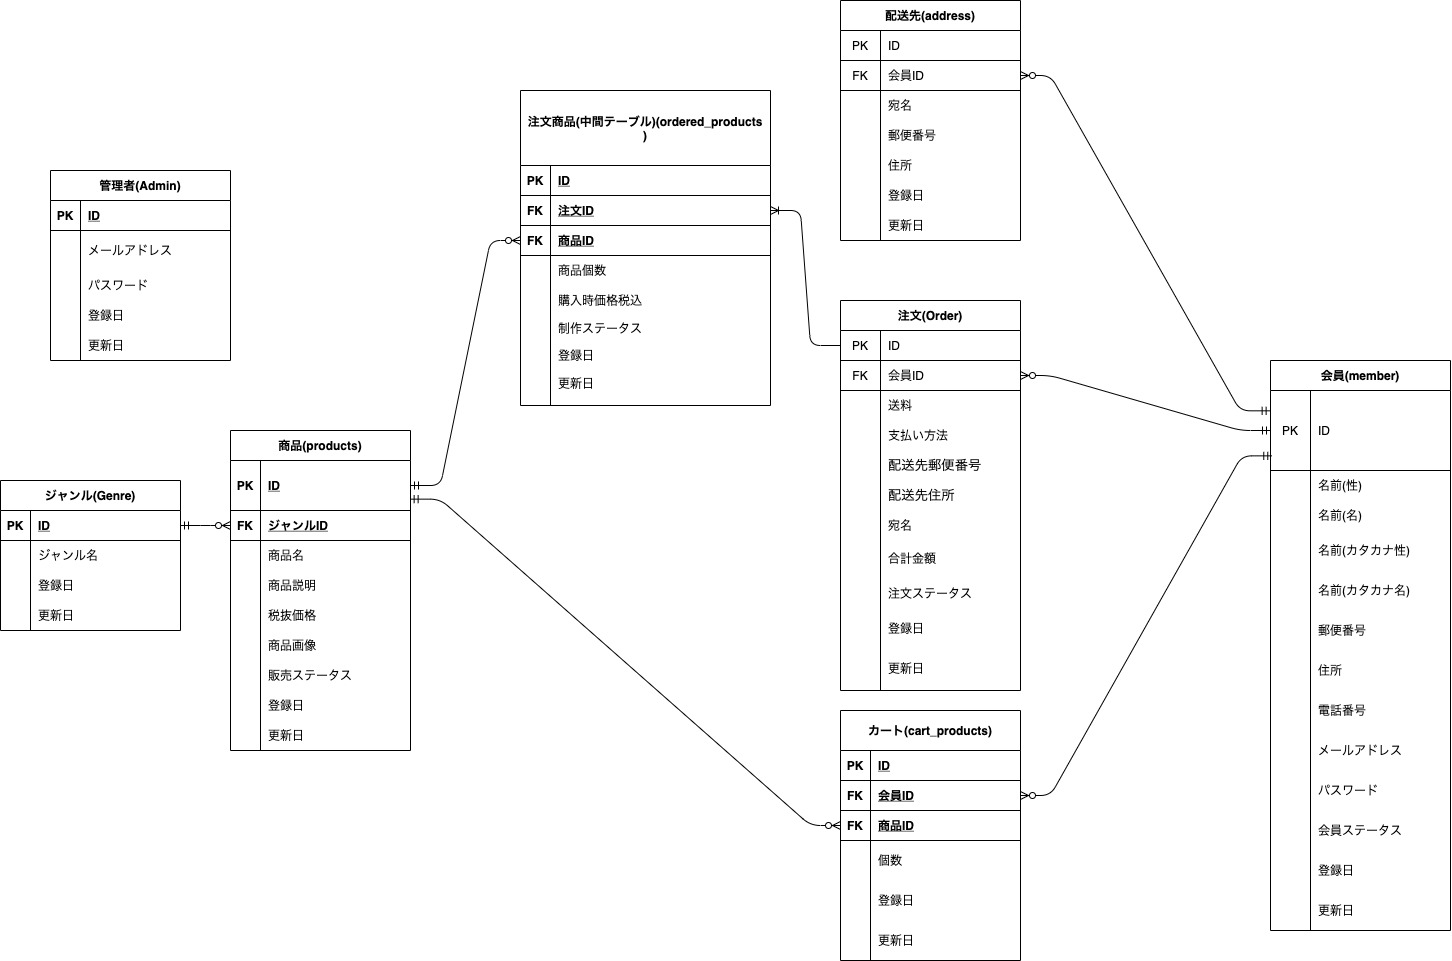 配送先(address)
PK ID
FK 会員ID
宛名
郵便番号
住所
登録日
更新日
注文商品(中間テーブル)(ordered_products
)
PK ID
FK 注文ID
FK 商品ID
商品個数
購入時価格税込
制作ステータス
登録日
更新日
管理者(Admin)
PK ID
メールアドレス
パスワード
登録日
更新日
注文(Order)
PK ID
FK 会員ID
送料
支払い方法
配送先郵便番号
配送先住所
宛名
合計金額
注文ステータス
登録日
更新日
会員(member)
PK ID
名前(性)
名前(名)
名前(カタカナ性)
名前(カタカナ名)
郵便番号
住所
電話番号
メールアドレス
パスワード
会員ステータス
登録日
更新日
商品(products)
PK ID
FK ジャンルID
商品名
商品説明
税抜価格
商品画像
販売ステータス
登録日
更新日
ジャンル(Genre)
PK ID
ジャンル名
登録日
更新日
カート(cart_products)
PK ID
FK 会員ID
FK 商品ID
個数
登録日
更新日